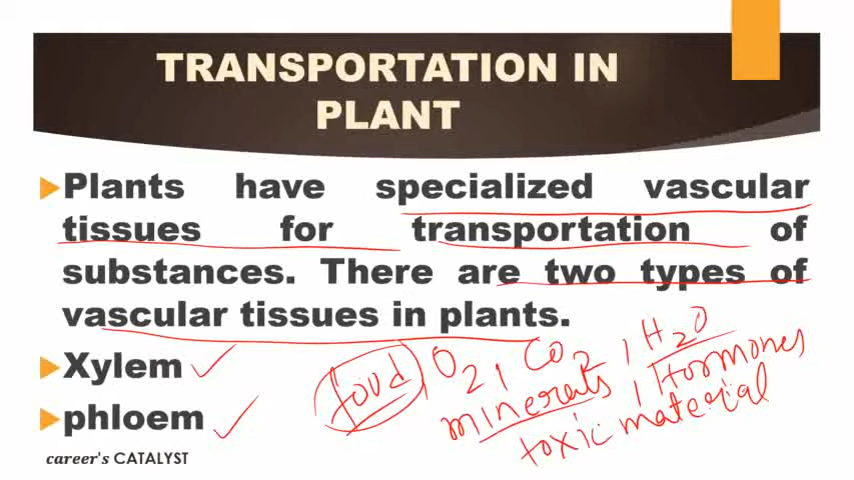 TRANSPORTATION IN
PLANT
Plants have specialized vascular
tissues for transportation of
substances. There are two types of
vascular tissues in plants.
Xylem
phloem
food, O2, CO2, H2O
minerals, Hormones
toxic material
career's CATALYST